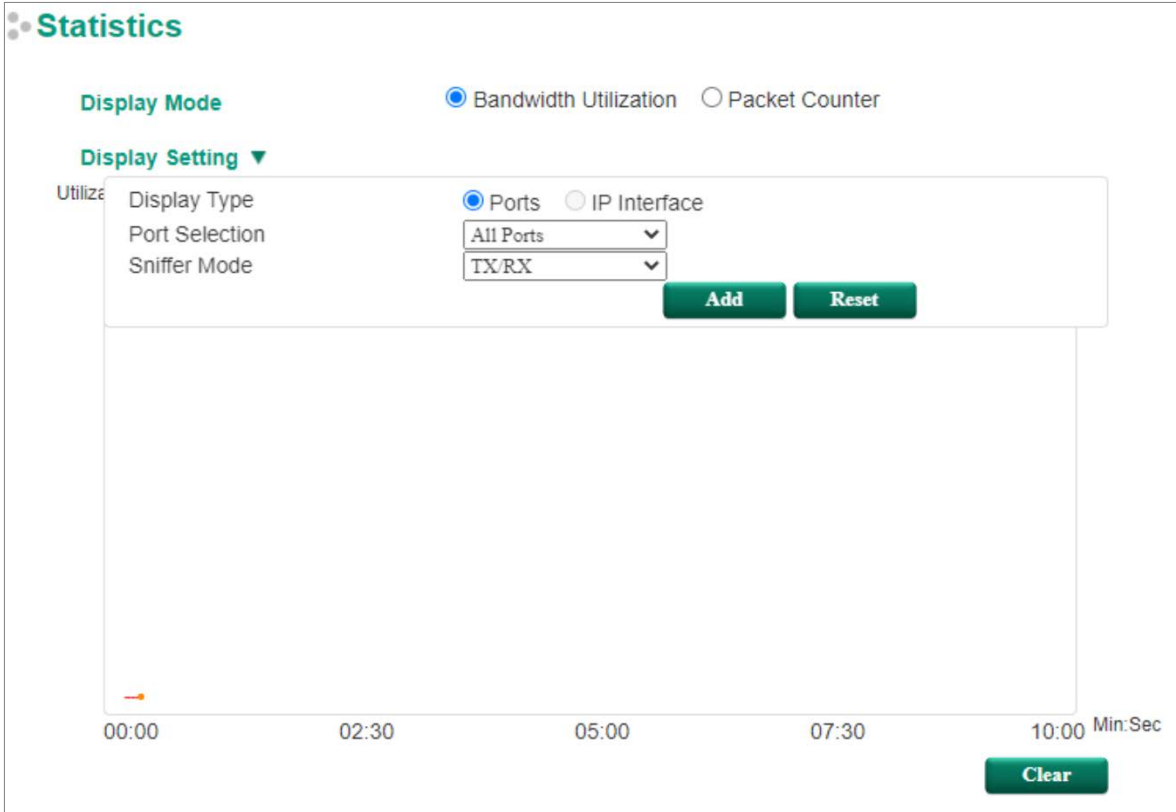 Statistics
Display Mode Bandwidth Utilization Packet Counter
Display Setting ▼
Display Type Ports IP Interface
Port Selection All Ports
Sniffer Mode TX/RX
Add Reset
00:00 02:30 05:00 07:30 10:00 Min:Sec
Clear